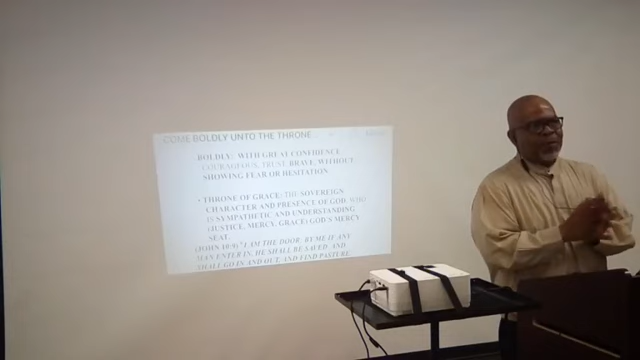 COME BOLDLY UNTO THE THRONE
BOLDLY: WITH GREAT CONFIDENCE
COURAGEOUS, TRUST BRAVE, WITHOUT
SHOWING FEAR OR HESITATION
• THRONE OF GRACE: THE SOVEREIGN
CHARACTER AND PRESENCE OF GOD, WHO
IS SYMPATHETIC AND UNDERSTANDING
(JUSTICE, MERCY, GRACE) GOD'S MERCY
SEAT.
(JOHN 10:9) "I AM THE DOOR, BY ME IF ANY
MAN ENTER IN, HE SHALL BE SAVED, AND
SHALL GO IN AND OUT, AND FIND PASTURE